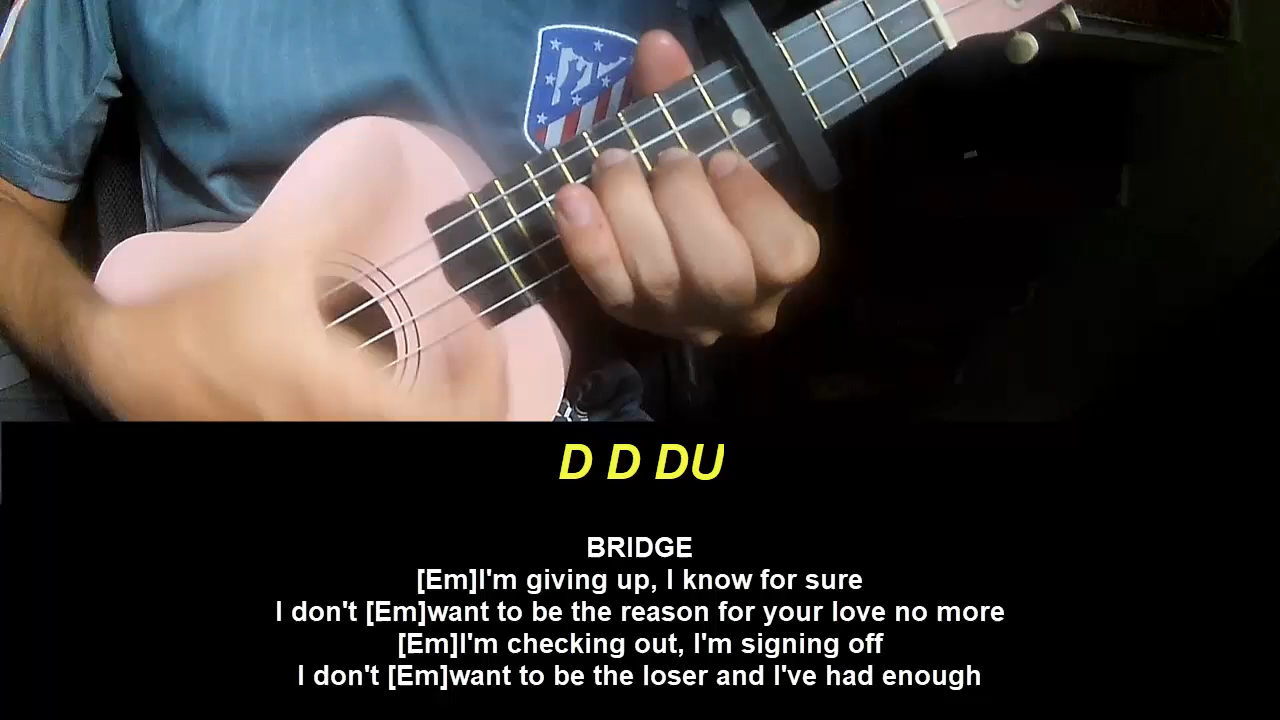 D D DU
BRIDGE
[Em]I'm giving up, I know for sure
I don't [Em]want to be the reason for your love no more
[Em]I'm checking out, I'm signing off
I don't [Em]want to be the loser and I've had enough